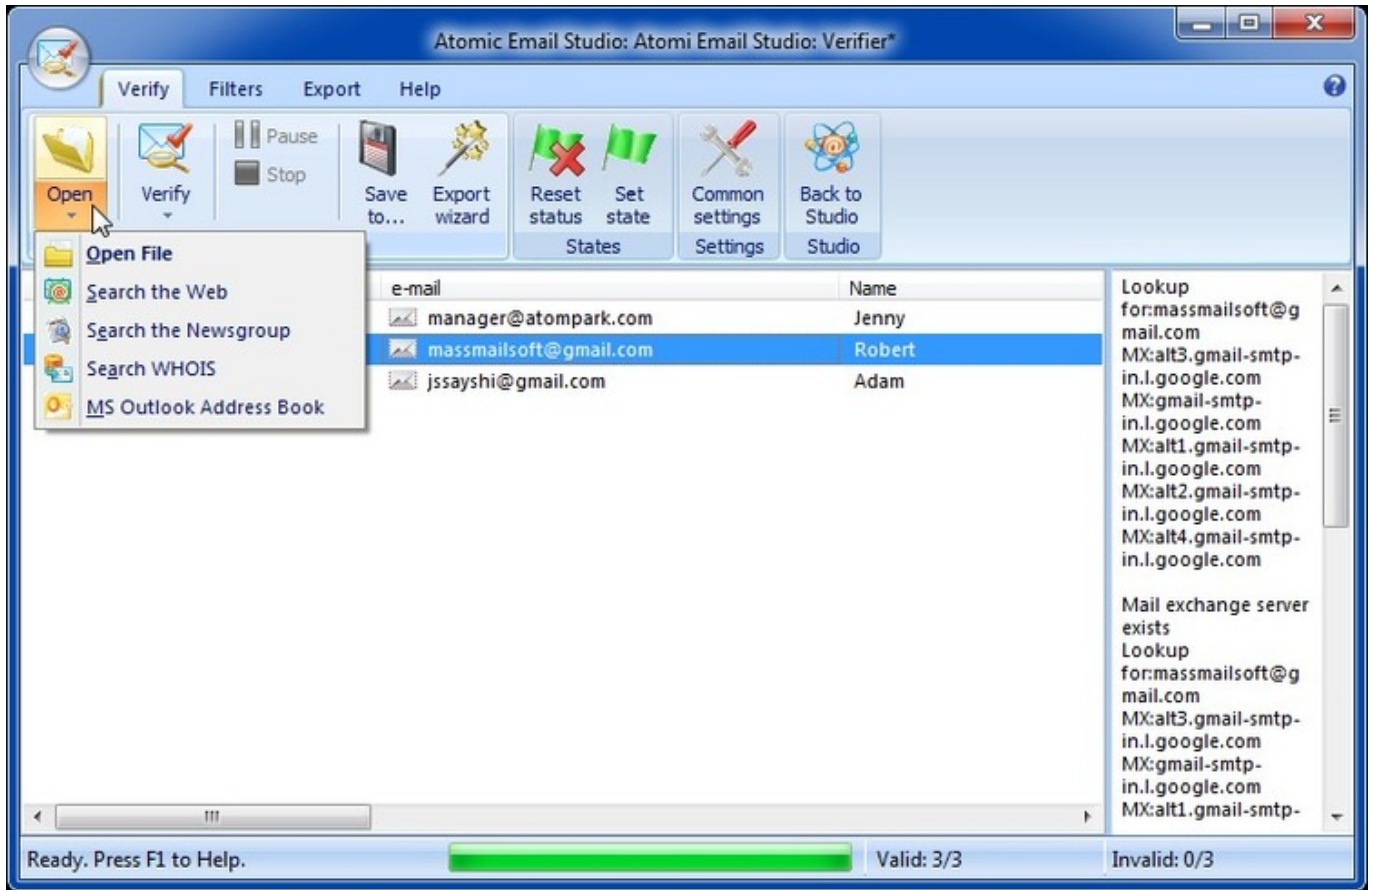 Atomic Email Studio: Atomi Email Studio: Verifier*
Verify Filters Export Help
Open
Verify
Pause
Stop
Save to...
Export wizard
Reset status
Set state
Common settings
Back to Studio
States
Settings
Studio
Open File
Search the Web
Search the Newsgroup
Search WHOIS
MS Outlook Address Book
e-mail Name
manager@atompark.com Jenny
massmailsoft@gmail.com Robert
jssayshi@gmail.com Adam
Lookup
for:massmailsoft@g
mail.com
MX:alt3.gmail-smtp-
in.l.google.com
MX:gmail-smtp-
in.l.google.com
MX:alt1.gmail-smtp-
in.l.google.com
MX:alt2.gmail-smtp-
in.l.google.com
MX:alt4.gmail-smtp-
in.l.google.com
Mail exchange server
exists
Lookup
for:massmailsoft@g
mail.com
MX:alt3.gmail-smtp-
in.l.google.com
MX:gmail-smtp-
in.l.google.com
MX:alt1.gmail-smtp-
Ready. Press F1 to Help. Valid: 3/3 Invalid: 0/3